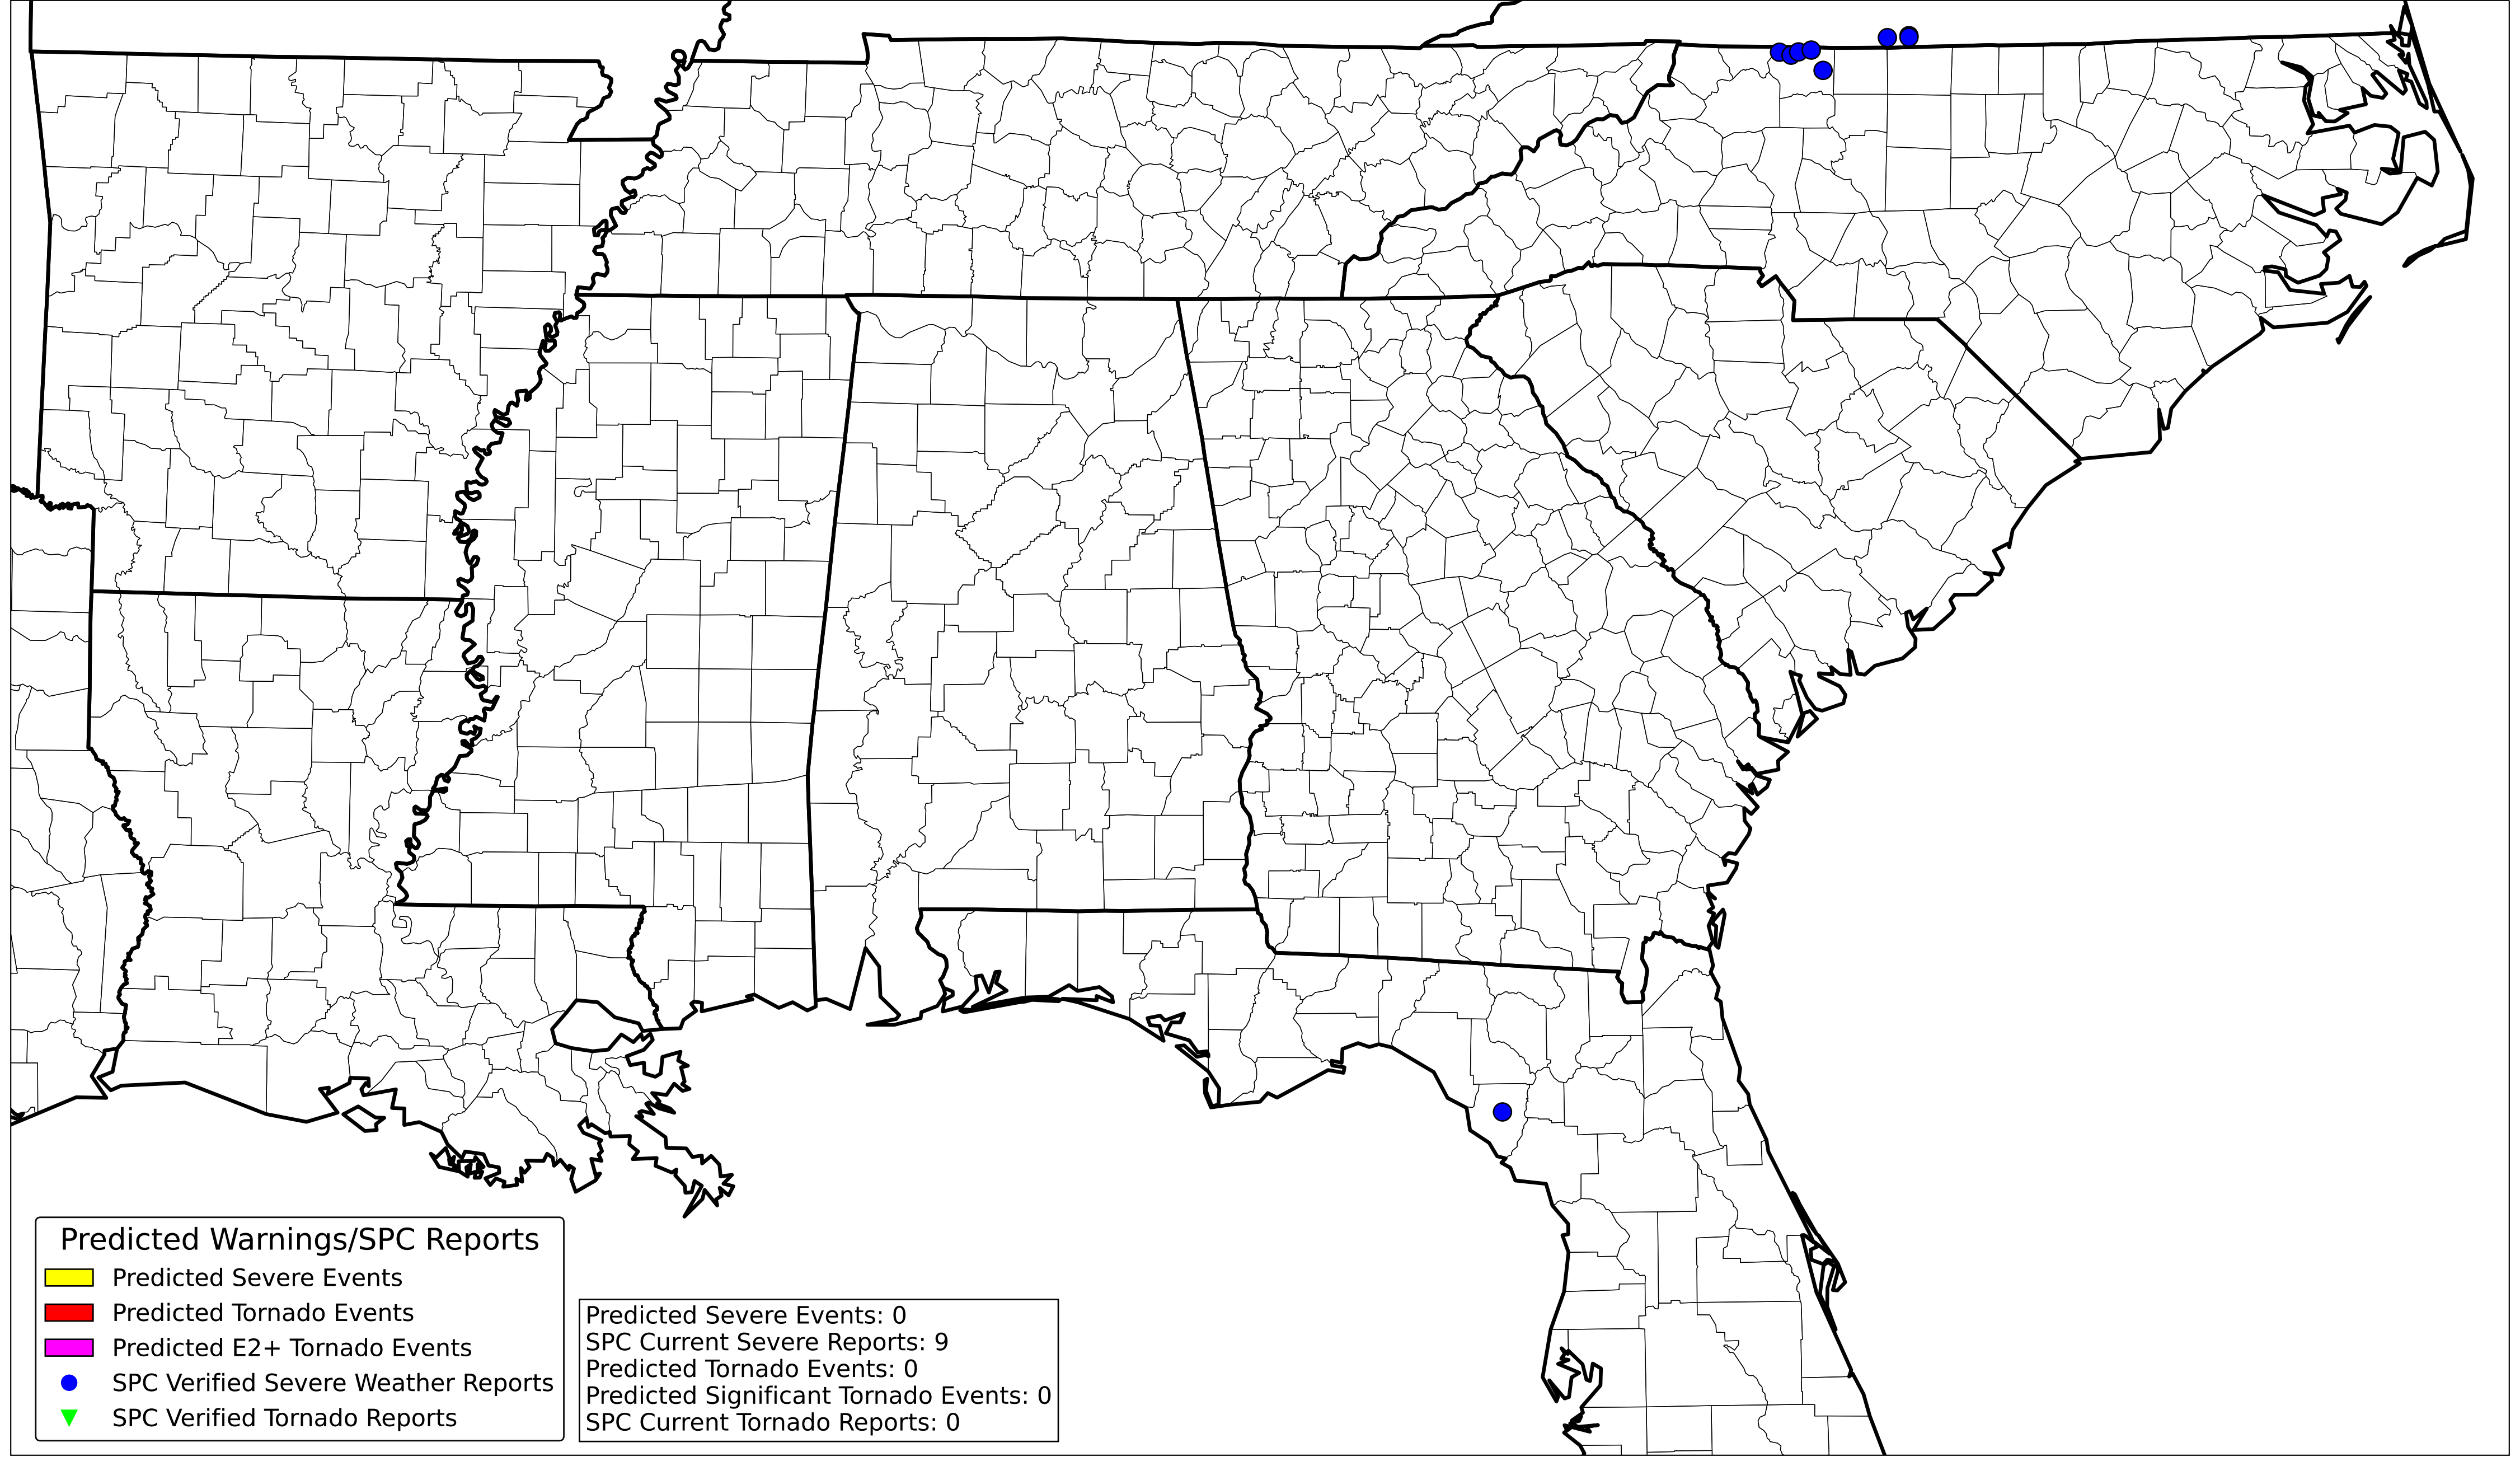 Predicted Warnings/SPC Reports
Predicted Severe Events
Predicted Tornado Events
Predicted E2+ Tornado Events
SPC Verified Severe Weather Reports
SPC Verified Tornado Reports
Predicted Severe Events: 0
SPC Current Severe Reports: 9
Predicted Tornado Events: 0
Predicted Significant Tornado Events: 0
SPC Current Tornado Reports: 0